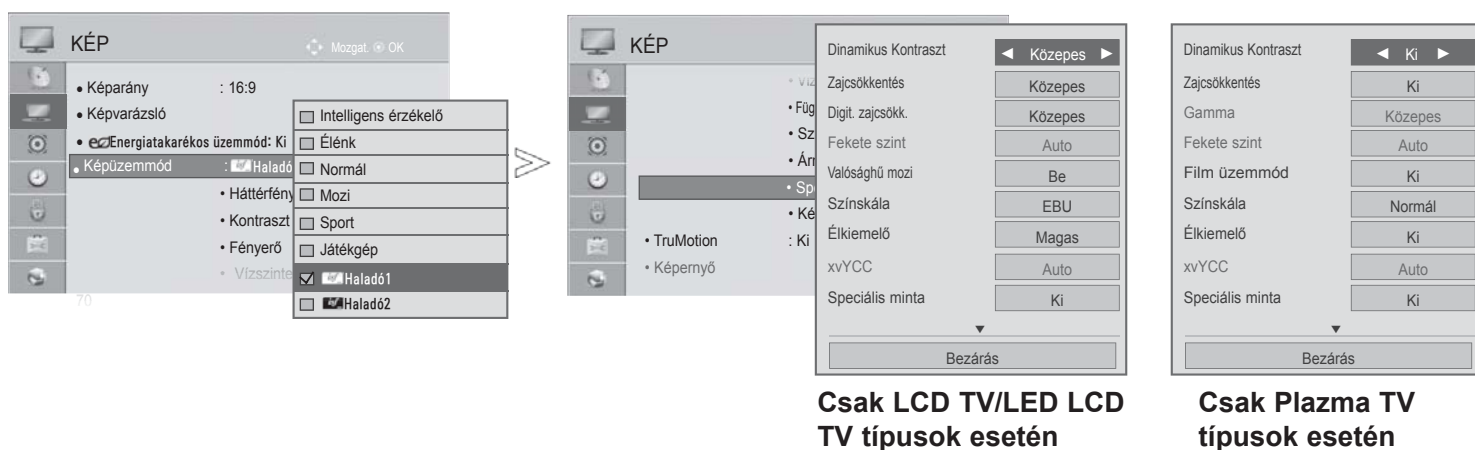 KÉP
Mozgat. OK
• Képarány : 16:9
• Képvarázsló
• Energiatakarékos üzemmód: Ki
• Képüzemmód : Haladó
• Háttérfény
• Kontraszt
• Fényerő
• Vízszinte
70
Intelligens érzékelő
Élénk
Normál
Mozi
Sport
Játékgép
Haladó1
Haladó2
KÉP
• Víz
• Füg
• Sz
• Árn
• Sp
• Ké
• TruMotion : Ki
• Képernyő
Dinamikus Kontraszt ◄ Közepes ►
Zajcsökkentés Közepes
Digit. zajcsökk. Közepes
Fekete szint Auto
Valósághű mozi Be
Színskála EBU
Élkiemelő Magas
xvYCC Auto
Speciális minta Ki
▼
Bezárás
Csak LCD TV/LED LCD
TV típusok esetén
Dinamikus Kontraszt ◄ Ki ►
Zajcsökkentés Ki
Gamma Közepes
Fekete szint Auto
Film üzemmód Ki
Színskála Normál
Élkiemelő Ki
xvYCC Auto
Speciális minta Ki
▼
Bezárás
Csak Plazma TV
típusok esetén